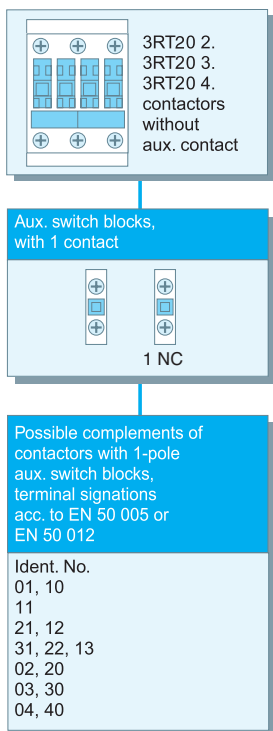 3RT20 2.
3RT20 3.
3RT20 4.
contactors
without
aux. contact
Aux. switch blocks,
with 1 contact
1 NC
Possible complements of
contactors with 1-pole
aux. switch blocks,
terminal signations
acc. to EN 50 005 or
EN 50 012
Ident. No.
01, 10
11
21, 12
31, 22, 13
02, 20
03, 30
04, 40